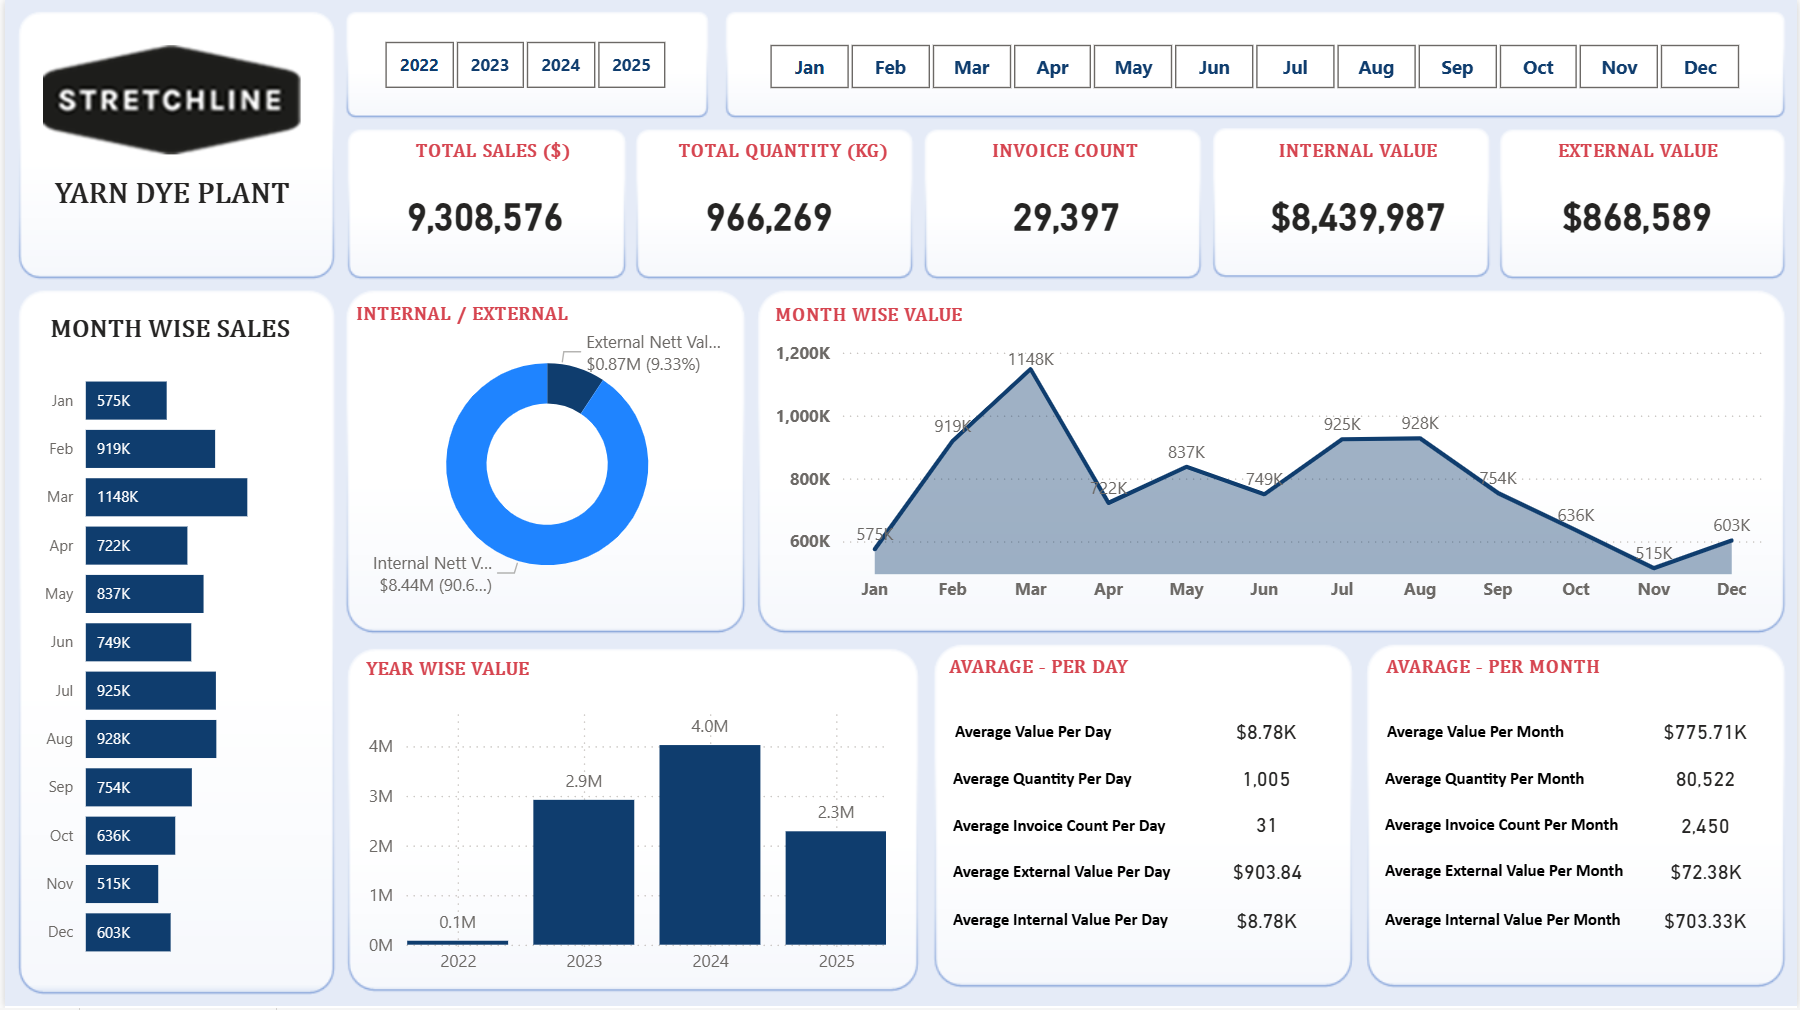 STRETCHLINE
YARN DYE PLANT
2022 2023 2024 2025
Jan Feb Mar Apr May Jun Jul Aug Sep Oct Nov Dec
TOTAL SALES ($)
9,308,576
TOTAL QUANTITY (KG)
966,269
INVOICE COUNT
29,397
INTERNAL VALUE
$8,439,987
EXTERNAL VALUE
$868,589
MONTH WISE SALES
Jan 575K
Feb 919K
Mar 1148K
Apr 722K
May 837K
Jun 749K
Jul 925K
Aug 928K
Sep 754K
Oct 636K
Nov 515K
Dec 603K
INTERNAL / EXTERNAL
External Nett Val...
$0.87M (9.33%)
Internal Nett V...
$8.44M (90.6...)
MONTH WISE VALUE
1,200K
1,000K
800K
600K
575K 919K 1148K 722K 837K 749K 925K 928K 754K 636K 515K 603K
Jan Feb Mar Apr May Jun Jul Aug Sep Oct Nov Dec
YEAR WISE VALUE
4M
3M
2M
1M
0M
0.1M 2.9M 4.0M 2.3M
2022 2023 2024 2025
AVARAGE - PER DAY
Average Value Per Day $8.78K
Average Quantity Per Day 1,005
Average Invoice Count Per Day 31
Average External Value Per Day $903.84
Average Internal Value Per Day $8.78K
AVARAGE - PER MONTH
Average Value Per Month $775.71K
Average Quantity Per Month 80,522
Average Invoice Count Per Month 2,450
Average External Value Per Month $72.38K
Average Internal Value Per Month $703.33K